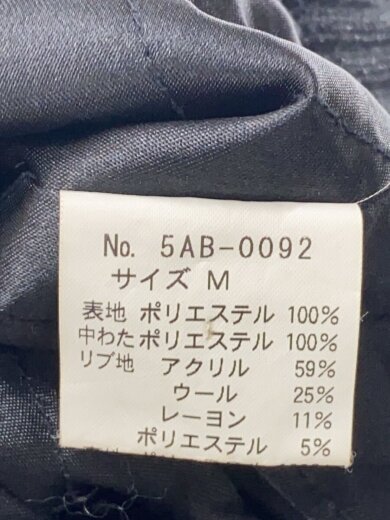 No. 5AB-0092
サイズ M
表地 ポリエステル 100%
中わた ポリエステル 100%
リブ地 アクリル 59%
ウール 25%
レーヨン 11%
ポリエステル 5%